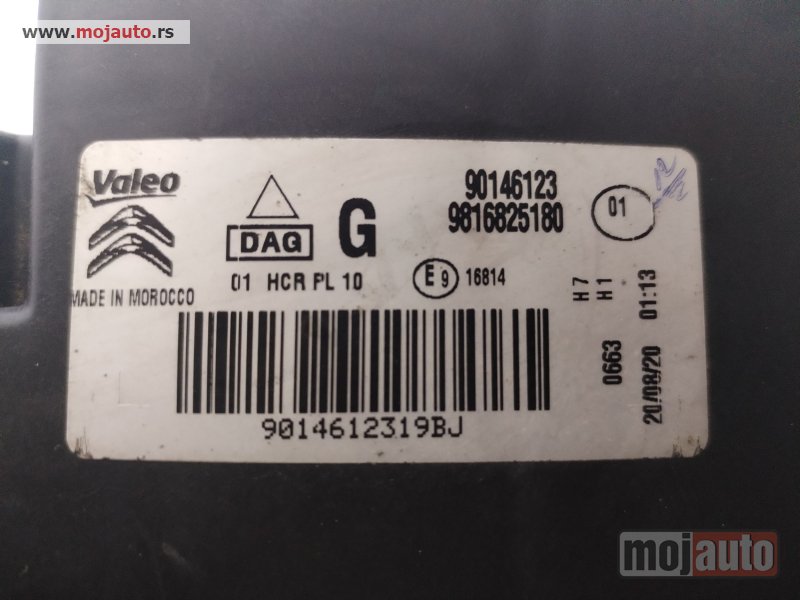 www.mojauto.rs
Valeo
MADE IN MOROCCO
DAG
G
01 HCR PL 10
90146123
9816825180
01
E9
16814
H7
H1
0663
20/08/20 01:13
9014612319BJ
mojauto